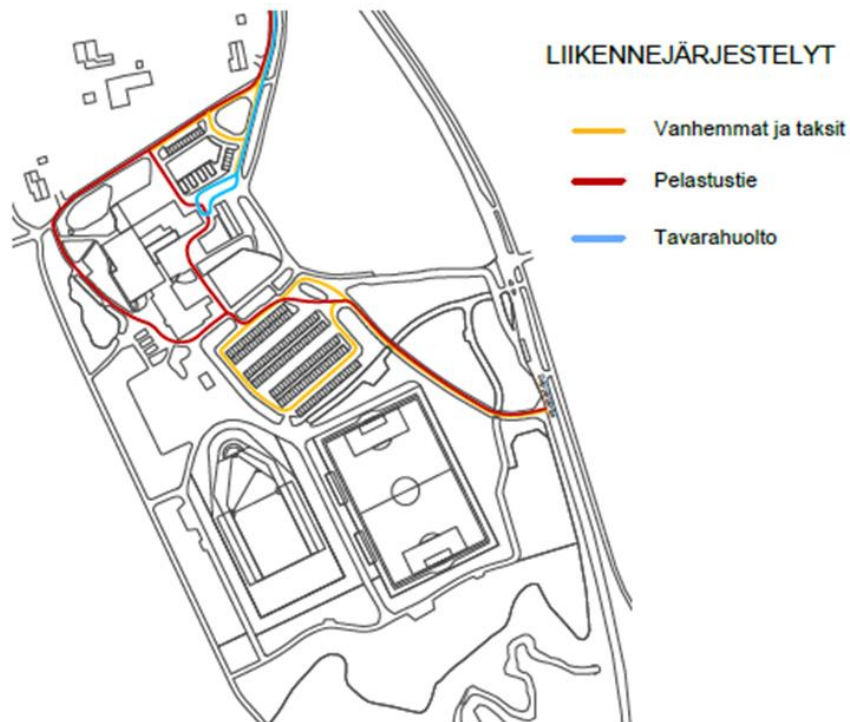 LIIKENNEJÄRJESTELYT
Vanhemmat ja taksit
Pelastustie
Tavarahuolto